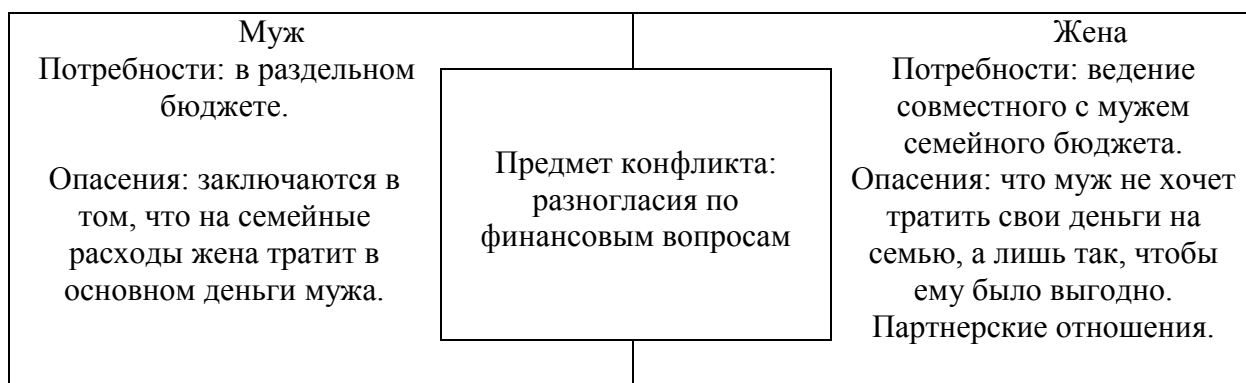 Муж
Потребности: в раздельном
бюджете.
Опасения: заключаются в
том, что на семейные
расходы жена тратит в
основном деньги мужа.
Предмет конфликта:
разногласия по
финансовым вопросам
Жена
Потребности: ведение
совместного с мужем
семейного бюджета.
Опасения: что муж не хочет
тратить свои деньги на
семью, а лишь так, чтобы
ему было выгодно.
Партнерские отношения.